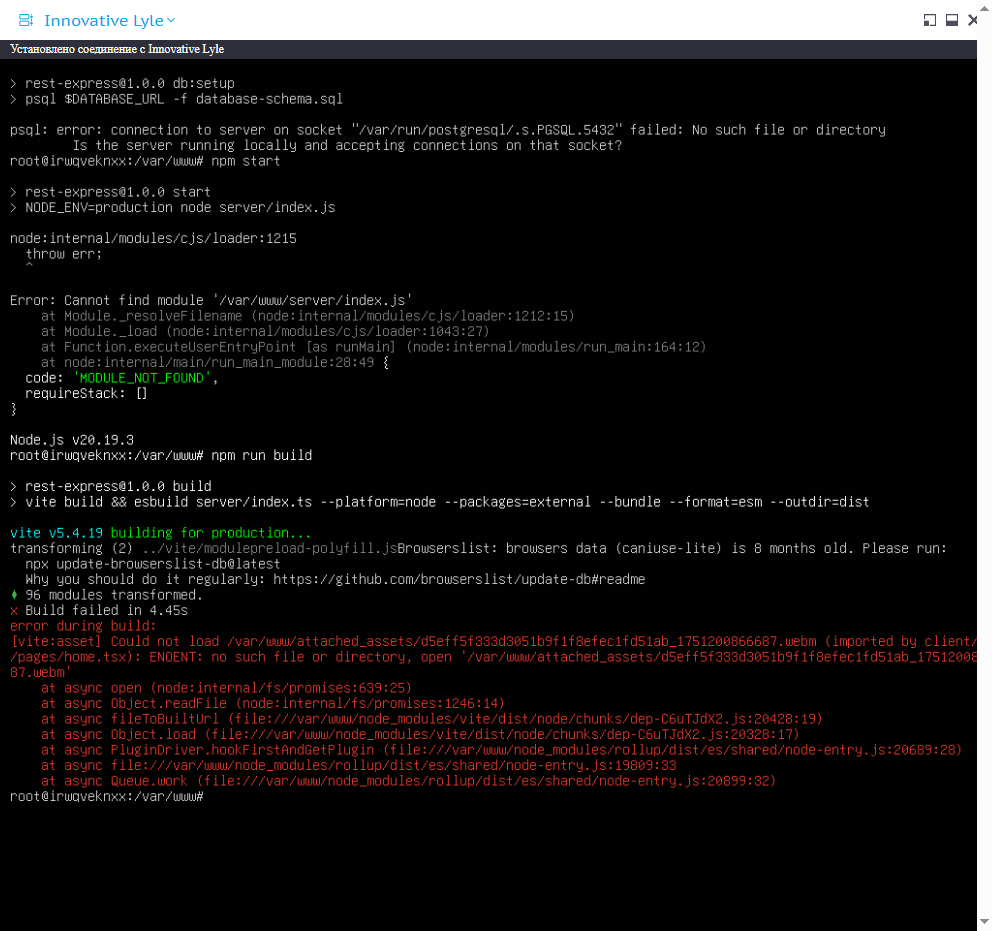 Innovative Lyle
Установлено соединение с Innovative Lyle
> rest-express@1.0.0 db:setup
> psql $DATABASE_URL -f database-schema.sql
psql: error: connection to server on socket "/var/run/postgresql/.s.PGSQL.5432" failed: No such file or directory
Is the server running locally and accepting connections on that socket?
root@irwqveknxx:/var/www# npm start
> rest-express@1.0.0 start
> NODE_ENV=production node server/index.js
node:internal/modules/cjs/loader:1215
throw err;
^
Error: Cannot find module '/var/www/server/index.js'
at Module._resolveFilename (node:internal/modules/cjs/loader:1212:15)
at Module._load (node:internal/modules/cjs/loader:1043:27)
at Function.executeUserEntryPoint [as runMain] (node:internal/modules/run_main:164:12)
at node:internal/main/run_main_module:28:49 {
code: 'MODULE_NOT_FOUND',
requireStack: []
}
Node.js v20.19.3
root@irwqveknxx:/var/www# npm run build
> rest-express@1.0.0 build
> vite build && esbuild server/index.ts --platform=node --packages=external --bundle --format=esm --outdir=dist
vite v5.4.19 building for production...
transforming (2) ../vite/modulepreload-polyfill.jsBrowserslist: browsers data (caniuse-lite) is 8 months old. Please run:
npx update-browserslist-db@latest
Why you should do it regularly: https://github.com/browserslist/update-db#readme
♦ 96 modules transformed.
x Build failed in 4.45s
error during build:
[vite:asset] Could not load /var/www/attached_assets/d5eff5f333d3051b9f1f8efec1fd51ab_1751200866687.webm (imported by client/
/pages/home.tsx): ENOENT: no such file or directory, open '/var/www/attached_assets/d5eff5f333d3051b9f1f8efec1fd51ab_17512008
87.webm'
at async open (node:internal/fs/promises:639:25)
at async Object.readFile (node:internal/fs/promises:1246:14)
at async fileToBuiltUrl (file:///var/www/node_modules/vite/dist/node/chunks/dep-C6uTJdX2.js:20428:19)
at async Object.load (file:///var/www/node_modules/vite/dist/node/chunks/dep-C6uTJdX2.js:20328:17)
at async PluginDriver.hookFirstAndGetPlugin (file:///var/www/node_modules/rollup/dist/es/shared/node-entry.js:20689:28)
at async file:///var/www/node_modules/rollup/dist/es/shared/node-entry.js:19809:33
at async Queue.work (file:///var/www/node_modules/rollup/dist/es/shared/node-entry.js:20899:32)
root@irwqveknxx:/var/www#